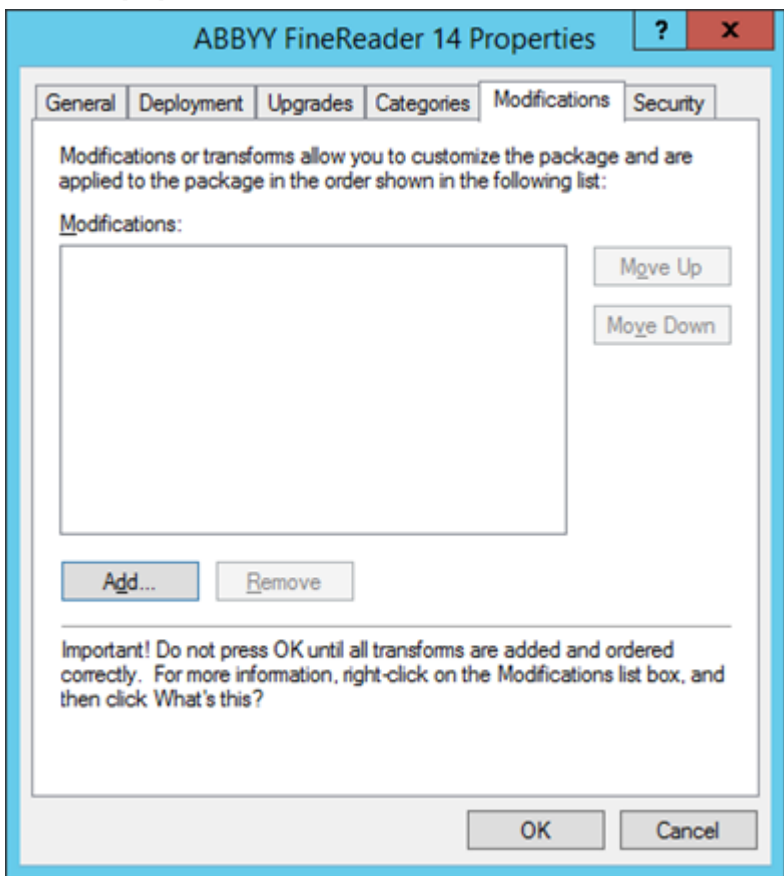 ABBYY FineReader 14 Properties ? x
General Deployment Upgrades Categories Modifications Security
Modifications or transforms allow you to customize the package and are
applied to the package in the order shown in the following list:
Modifications:
Move Up
Move Down
Add... Remove
Important! Do not press OK until all transforms are added and ordered
correctly. For more information, right-click on the Modifications list box, and
then click What's this?
OK Cancel